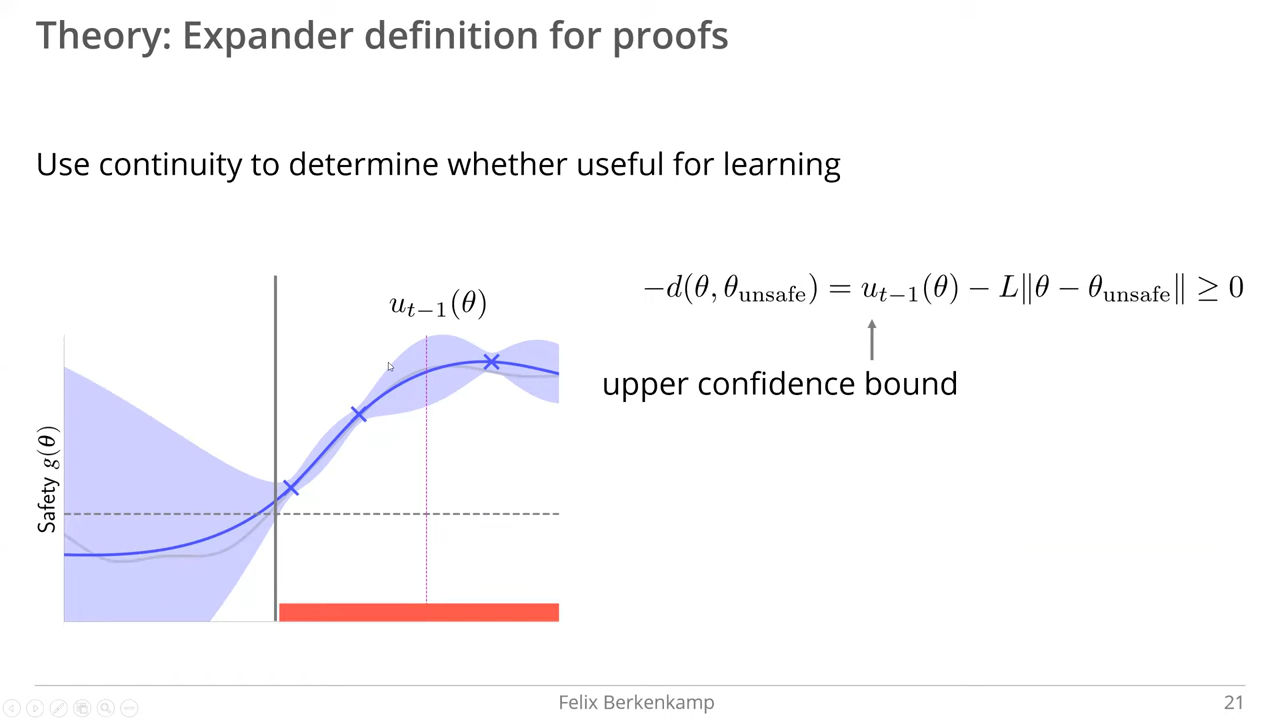 Theory: Expander definition for proofs
Use continuity to determine whether useful for learning
u_{t−1}(θ)
−d(θ, θ_unsafe) = u_{t−1}(θ) − L‖θ − θ_unsafe‖ ≥ 0
upper confidence bound
Safety g(θ)
Felix Berkenkamp
21